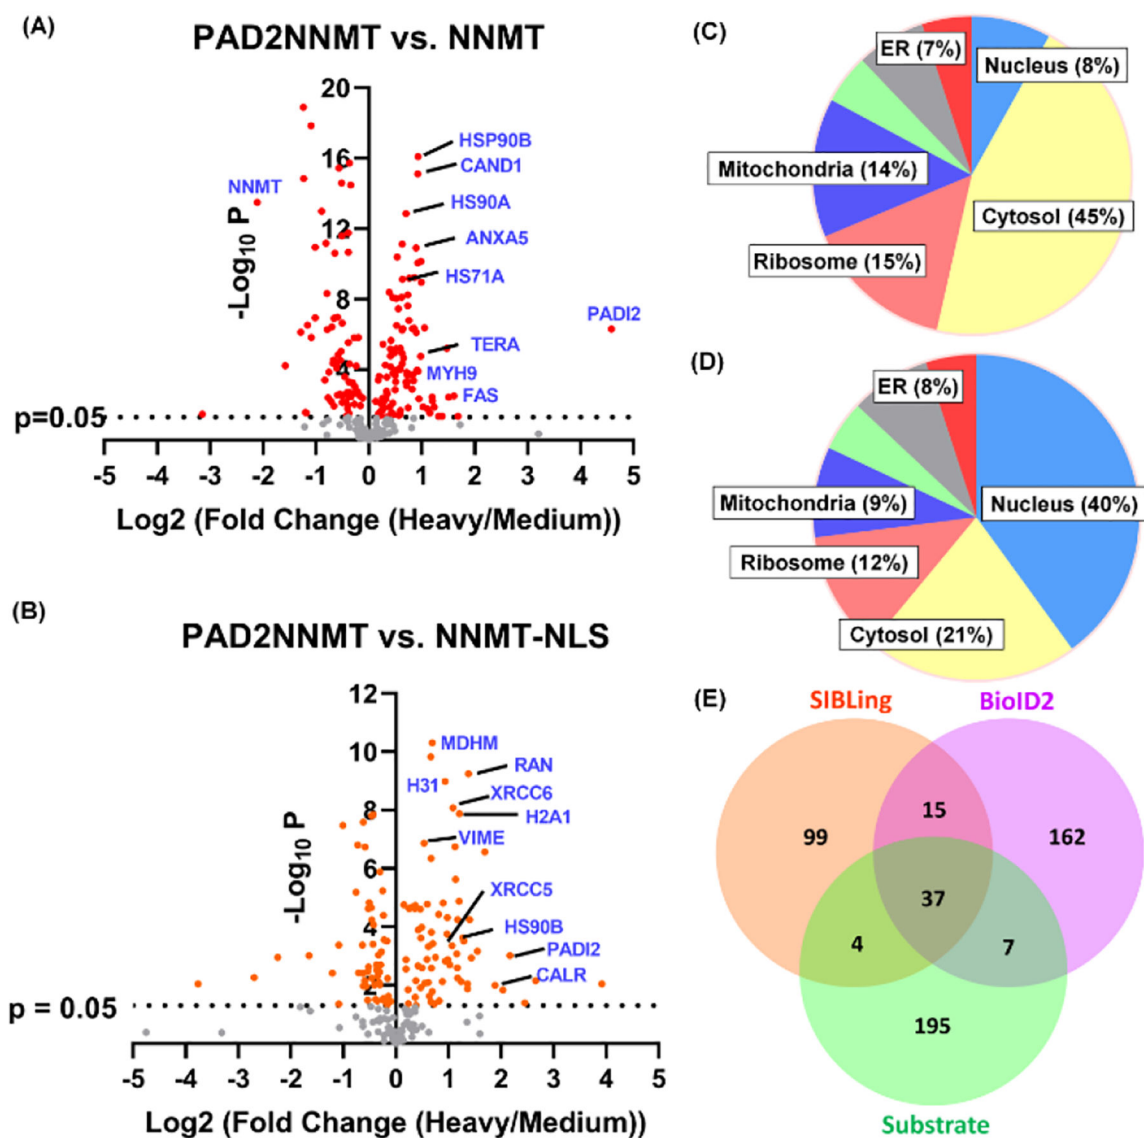 (A)
PAD2NNMT vs. NNMT
20
16
12
8
4
-Log10 P
HSP90B
CAND1
NNMT
HS90A
ANXA5
HS71A
PADI2
TERA
MYH9
FAS
p=0.05
-5 -4 -3 -2 -1 0 1 2 3 4 5
Log2 (Fold Change (Heavy/Medium))
(B)
PAD2NNMT vs. NNMT-NLS
12
10
8
6
4
2
-Log10 P
MDHM
RAN
H31
XRCC6
H2A1
VIME
XRCC5
HS90B
PADI2
CALR
p = 0.05
-5 -4 -3 -2 -1 0 1 2 3 4 5
Log2 (Fold Change (Heavy/Medium))
(C)
ER (7%)
Nucleus (8%)
Mitochondria (14%)
Cytosol (45%)
Ribosome (15%)
(D)
ER (8%)
Mitochondria (9%)
Nucleus (40%)
Ribosome (12%)
Cytosol (21%)
(E)
SIBLing
BioID2
99
15
162
37
4
7
195
Substrate